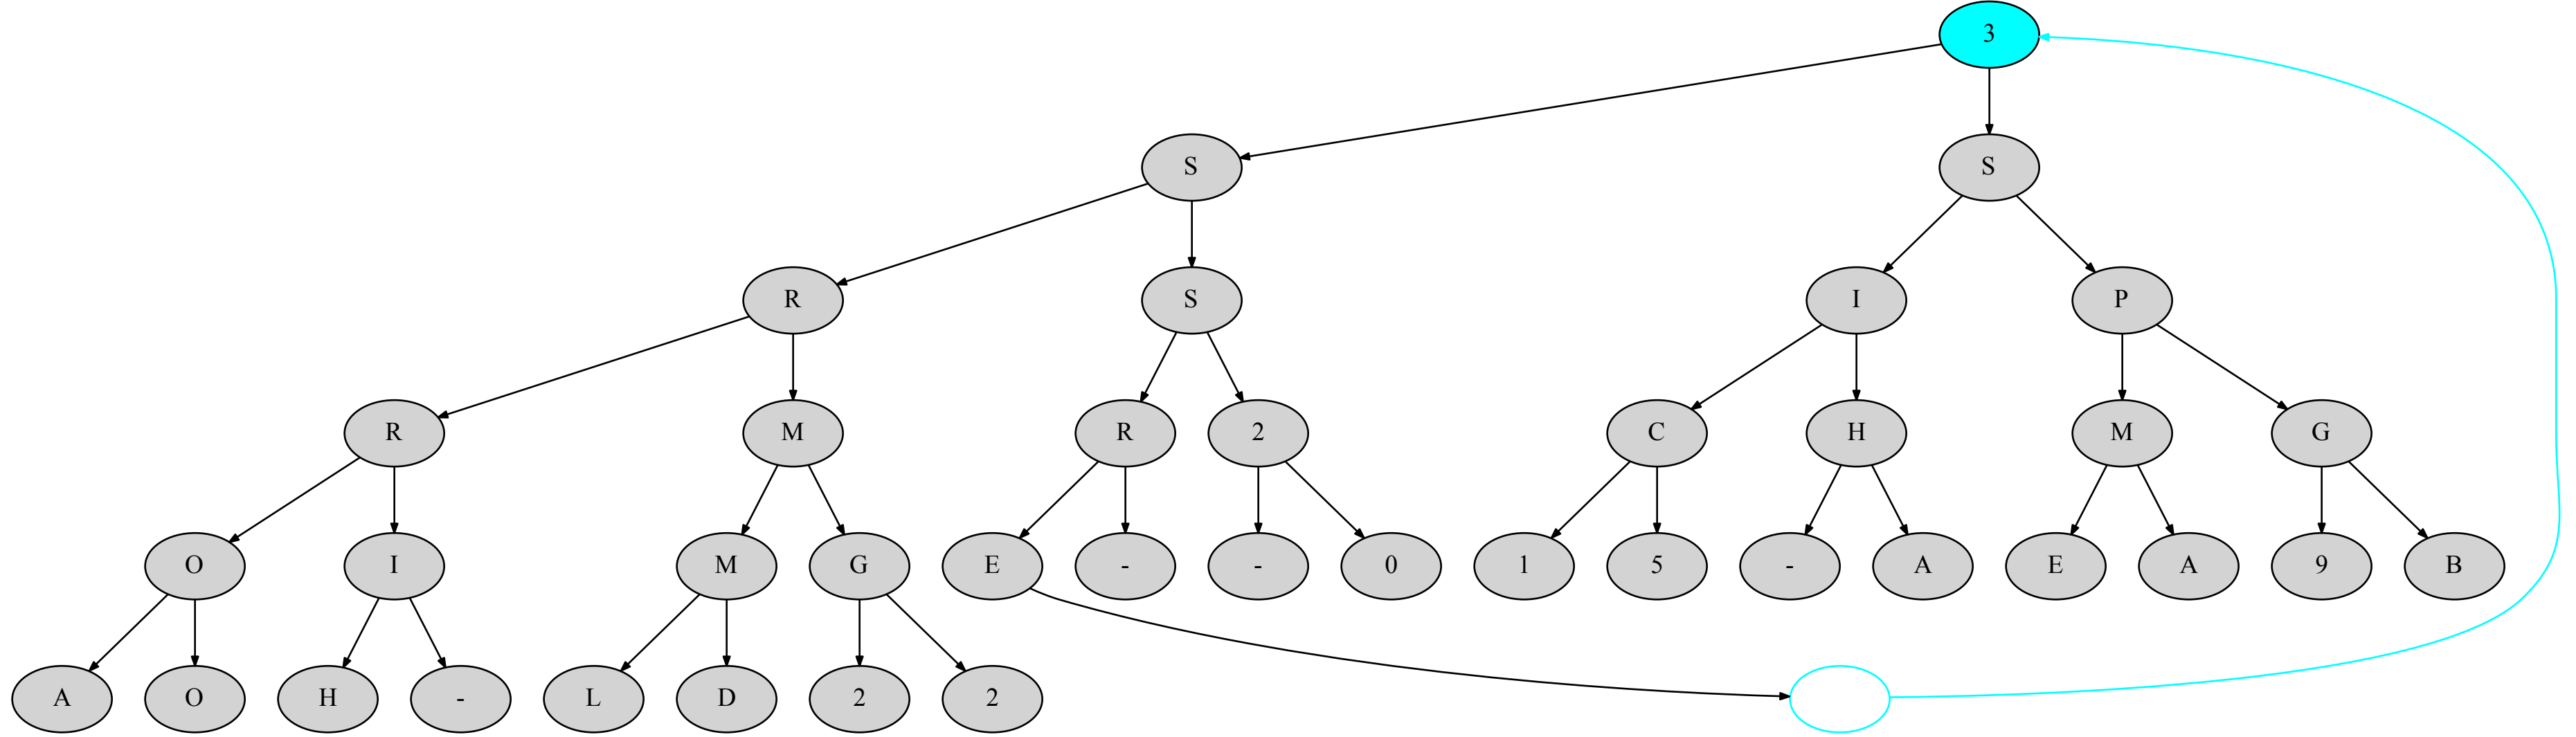 3
S S
R S I P
R M R 2 C H M G
O I M G E - - 0 1 5 - A E A 9 B
A O H - L D 2 2